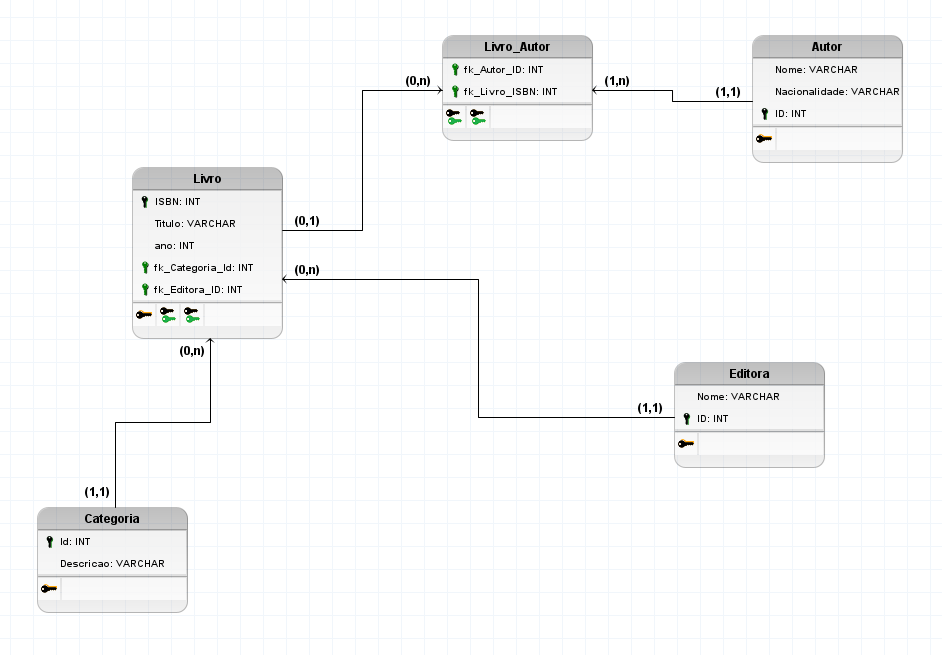 Livro_Autor
fk_Autor_ID: INT
fk_Livro_ISBN: INT
Autor
Nome: VARCHAR
Nacionalidade: VARCHAR
ID: INT
(0,n)
(1,n)
(1,1)
Livro
ISBN: INT
Titulo: VARCHAR
ano: INT
fk_Categoria_Id: INT
fk_Editora_ID: INT
(0,1)
(0,n)
(0,n)
Editora
Nome: VARCHAR
ID: INT
(1,1)
(1,1)
Categoria
Id: INT
Descricao: VARCHAR